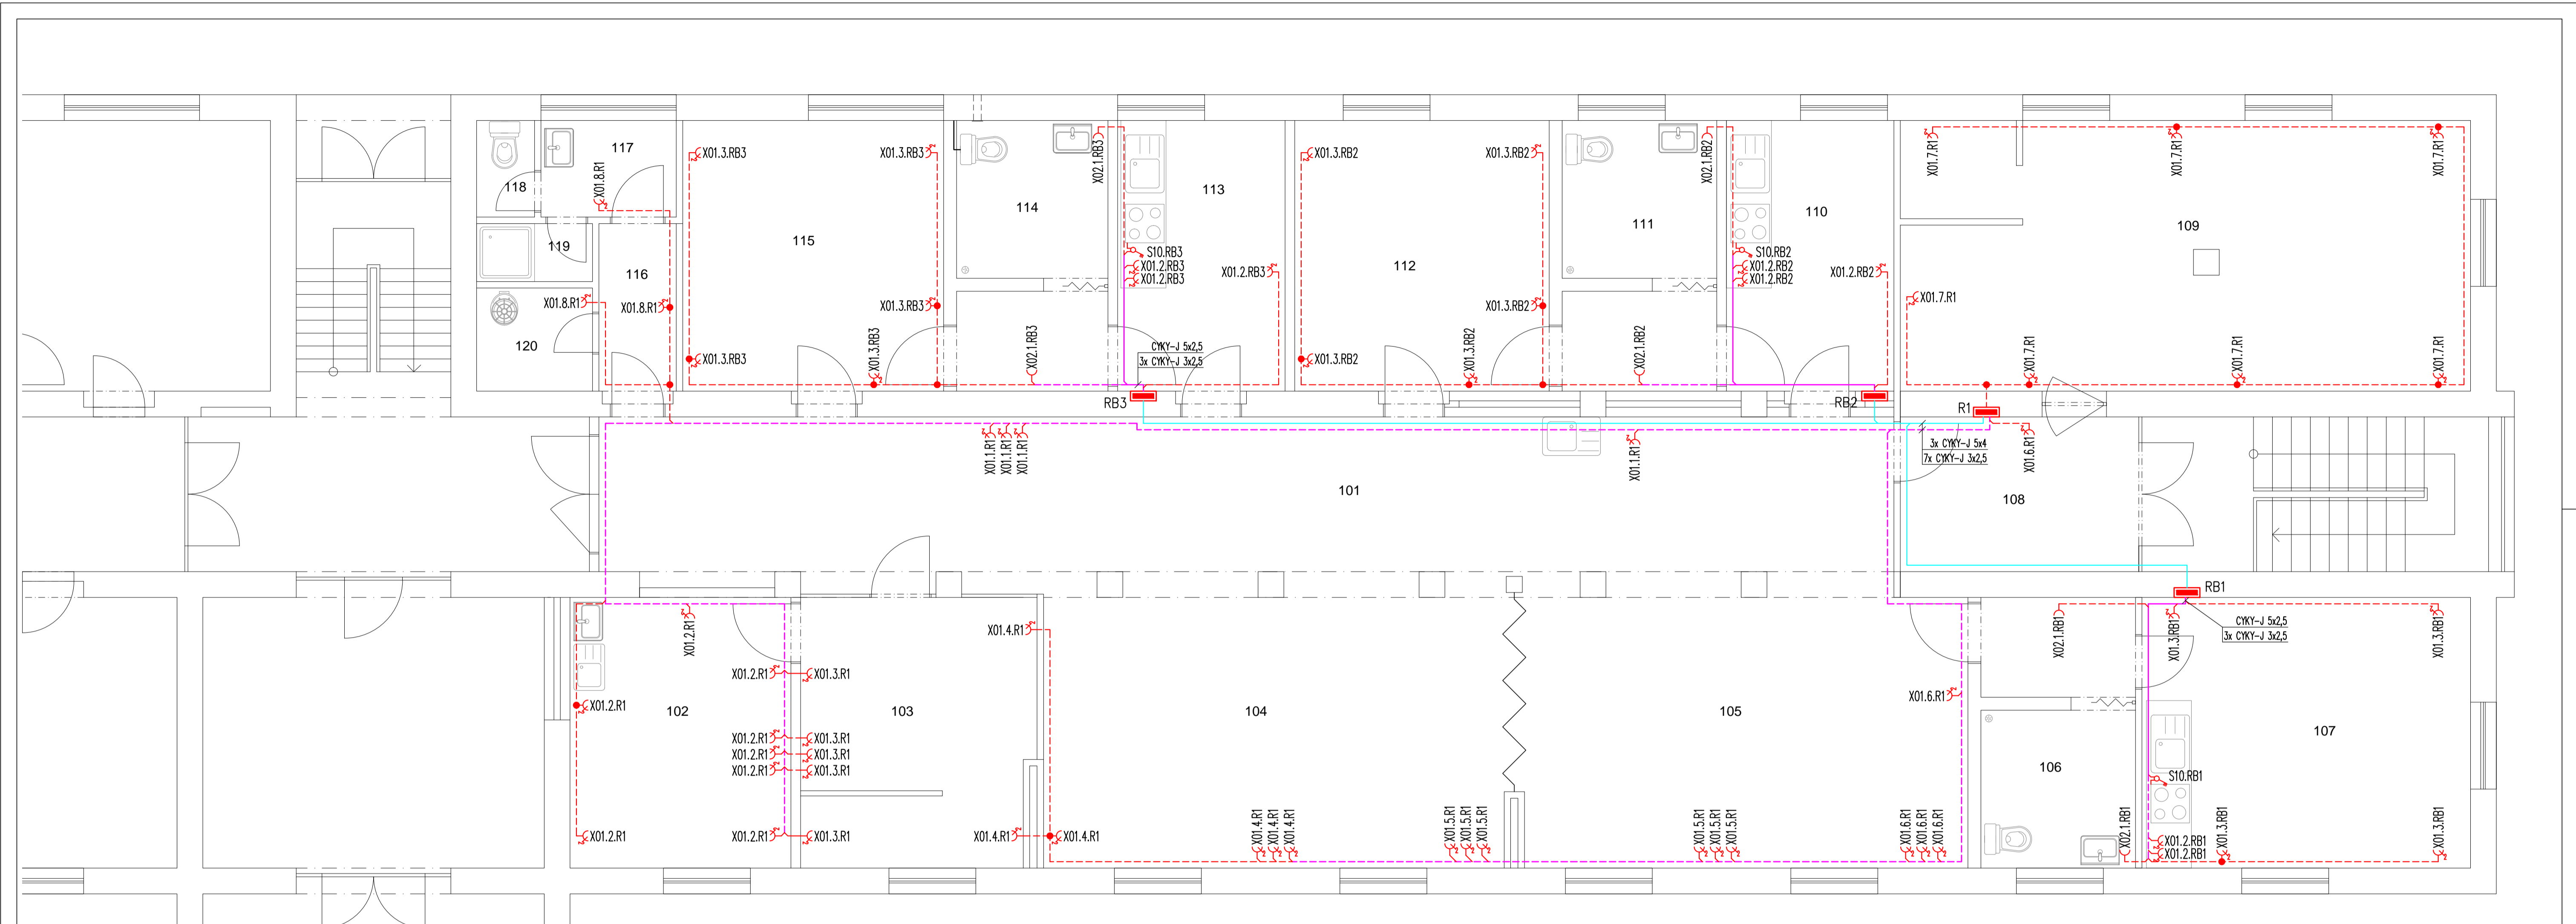 117
X01.8.R1
118
119
116
X01.8.R1
X01.8.R1
120
X01.3.RB3
X01.3.RB3
115
X01.3.RB3
X01.3.RB3
X01.3.RB3
114
X02.1.RB3
X02.1.RB3
113
S10.RB3
X01.2.RB3
X01.2.RB3
X01.2.RB3
CYKY-J 5x2,5
3x CYKY-J 3x2,5
RB3
X01.3.RB2
X01.3.RB2
112
X01.3.RB2
X01.3.RB2
X01.3.RB2
111
X02.1.RB2
X02.1.RB2
110
S10.RB2
X01.2.RB2
X01.2.RB2
X01.2.RB2
RB2
X01.7.R1
X01.7.R1
X01.7.R1
109
X01.7.R1
X01.7.R1
X01.7.R1
X01.7.R1
R1
3x CYKY-J 5x4
7x CYKY-J 3x2,5
X01.6.R1
X01.1.R1
X01.1.R1
X01.1.R1
X01.1.R1
101
108
RB1
CYKY-J 5x2,5
3x CYKY-J 3x2,5
X01.2.R1
X01.2.R1
X01.3.R1
X01.2.R1
102
X01.2.R1
X01.3.R1
X01.2.R1
X01.3.R1
X01.2.R1
X01.3.R1
X01.2.R1
X01.2.R1
X01.3.R1
103
X01.4.R1
X01.4.R1
X01.4.R1
104
X01.4.R1
X01.4.R1
X01.4.R1
X01.5.R1
X01.5.R1
X01.5.R1
105
X01.5.R1
X01.5.R1
X01.5.R1
X01.6.R1
X01.6.R1
X01.6.R1
X01.6.R1
X02.1.RB1
X01.3.RB1
X01.3.RB1
106
107
S10.RB1
X02.1.RB1
X01.2.RB1
X01.2.RB1
X01.3.RB1
X01.3.RB1